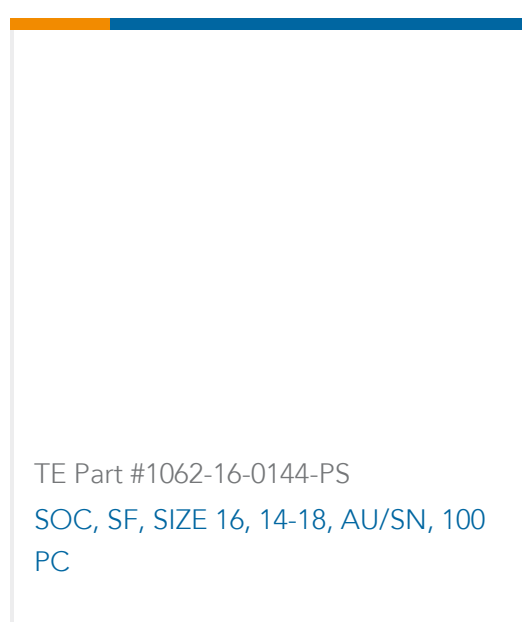 TE Part #1062-16-0144-PS
SOC, SF, SIZE 16, 14-18, AU/SN, 100
PC